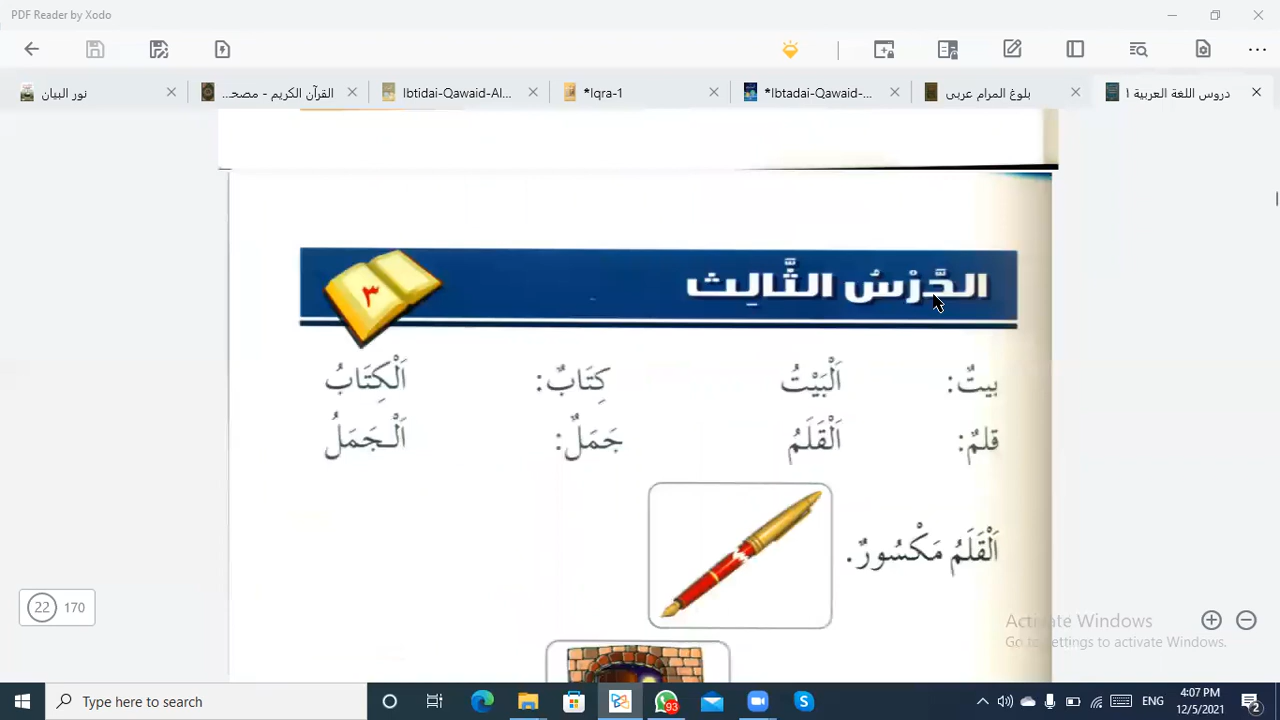 PDF Reader by Xodo
نور البيا
القرآن الكريم - مصحـ...
Ibtidai-Qawaid-Al...
*Iqra-1
*Ibtadai-Qawaid-...
بلوغ المرام عربى
دروس اللغة العربية ١
الدَّرْسُ الثَّالِث
٣
بيتٌ: اَلْبَيْتُ كِتَابٌ: اَلْكِتَابُ
قلمٌ: اَلْقَلَمُ جَمَلٌ: اَلْـجَمَلُ
اَلْقَلَمُ مَكْسُورٌ.
22 170
Activate Windows
Go to Settings to activate Windows.
Type here to search
93
ENG
4:07 PM
12/5/2021
2